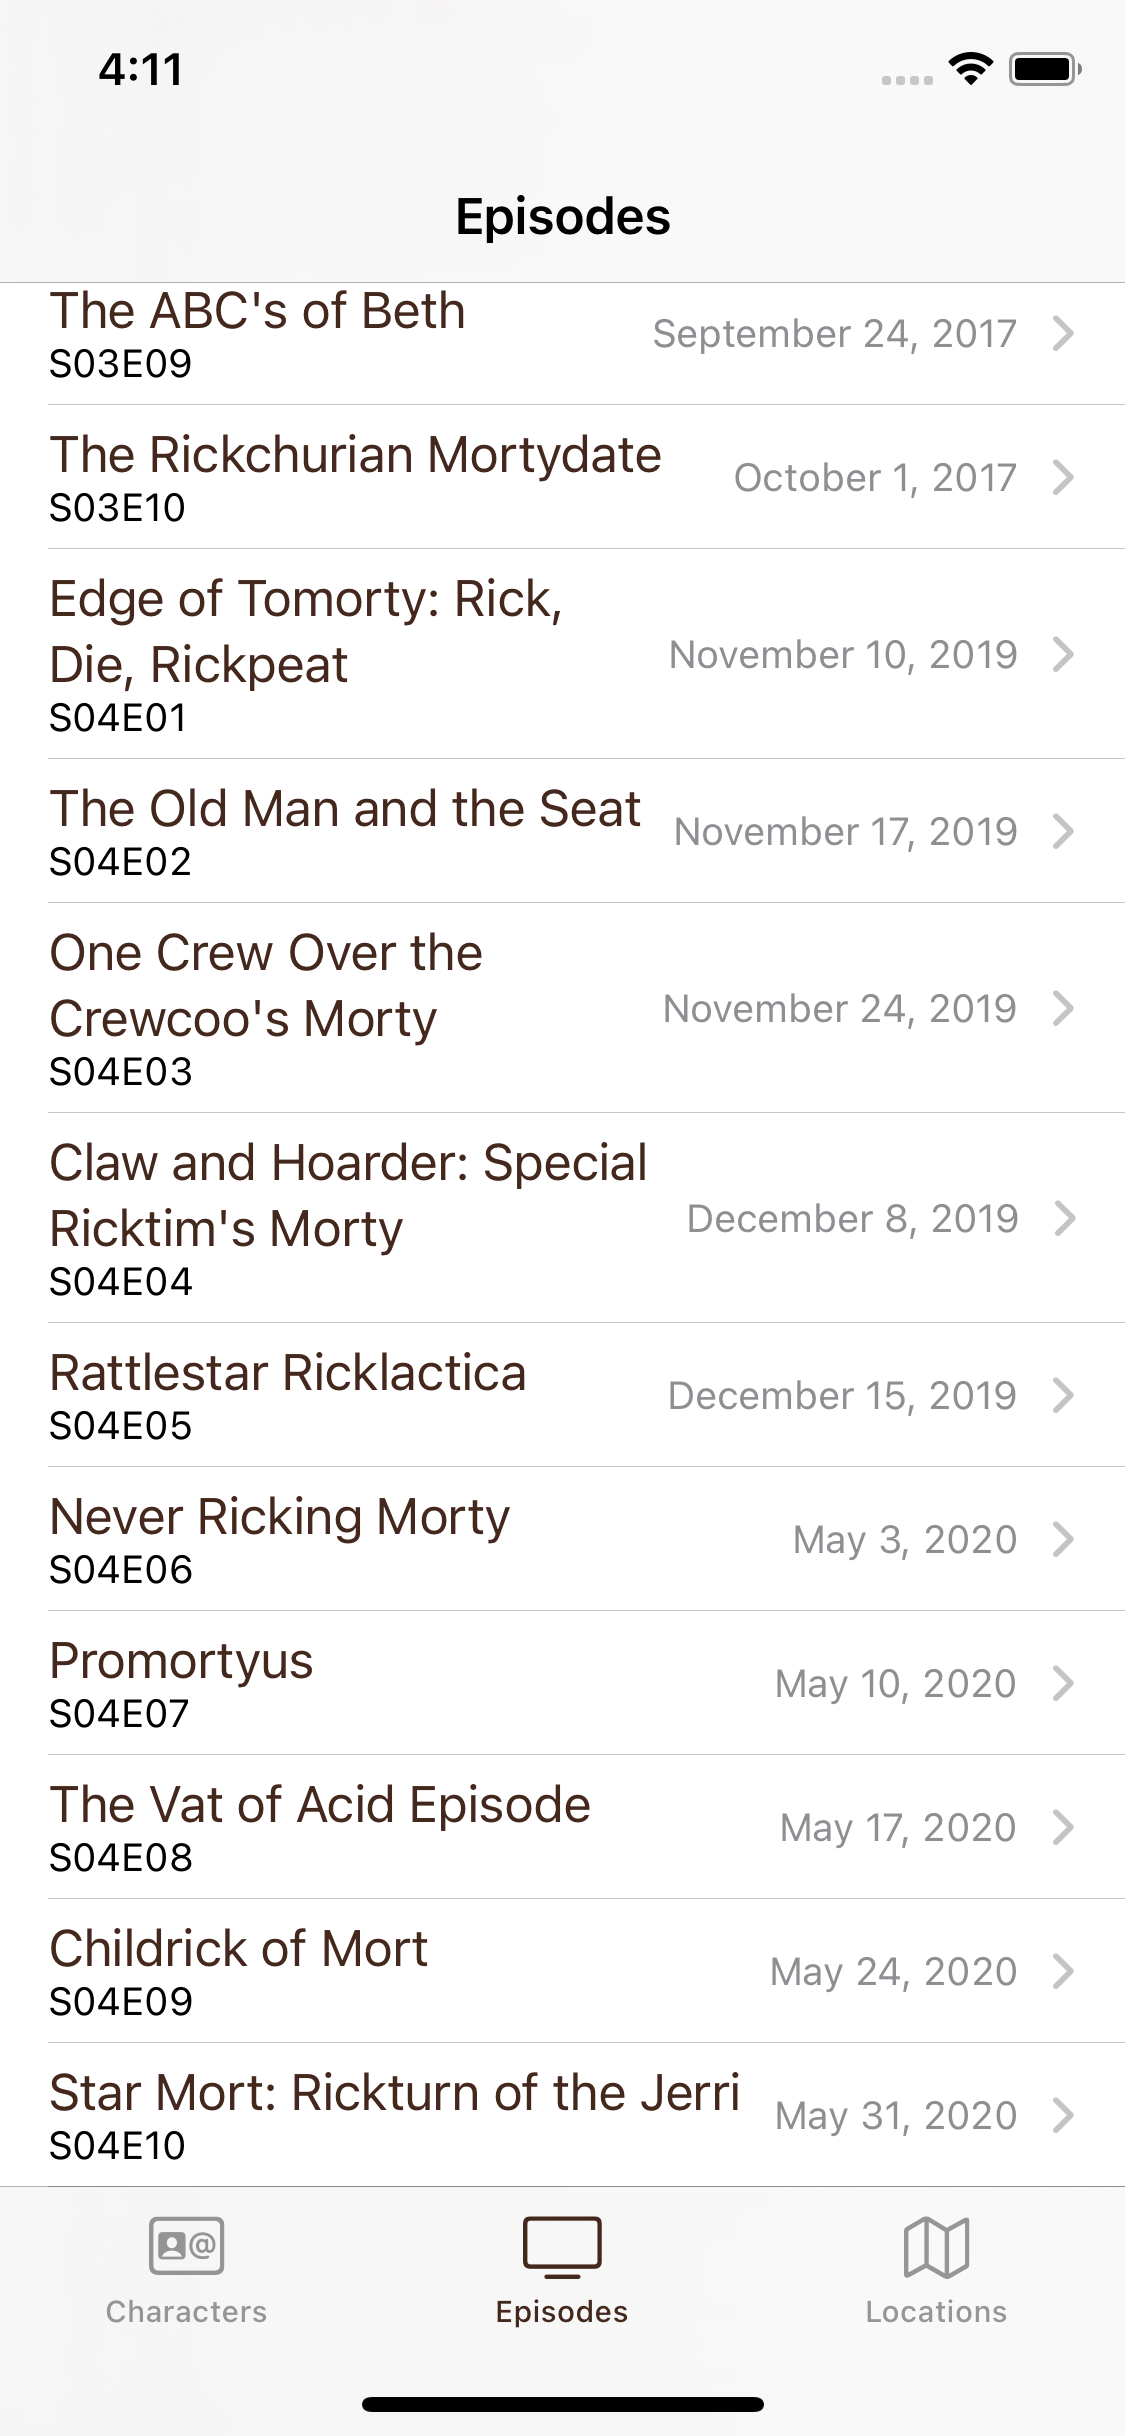 4:11
Episodes
The ABC's of Beth
September 24, 2017
S03E09
The Rickchurian Mortydate
October 1, 2017
S03E10
Edge of Tomorty: Rick,
Die, Rickpeat
November 10, 2019
S04E01
The Old Man and the Seat
November 17, 2019
S04E02
One Crew Over the
Crewcoo's Morty
November 24, 2019
S04E03
Claw and Hoarder: Special
Ricktim's Morty
December 8, 2019
S04E04
Rattlestar Ricklactica
December 15, 2019
S04E05
Never Ricking Morty
May 3, 2020
S04E06
Promortyus
May 10, 2020
S04E07
The Vat of Acid Episode
May 17, 2020
S04E08
Childrick of Mort
May 24, 2020
S04E09
Star Mort: Rickturn of the Jerri
May 31, 2020
S04E10
Characters
Episodes
Locations